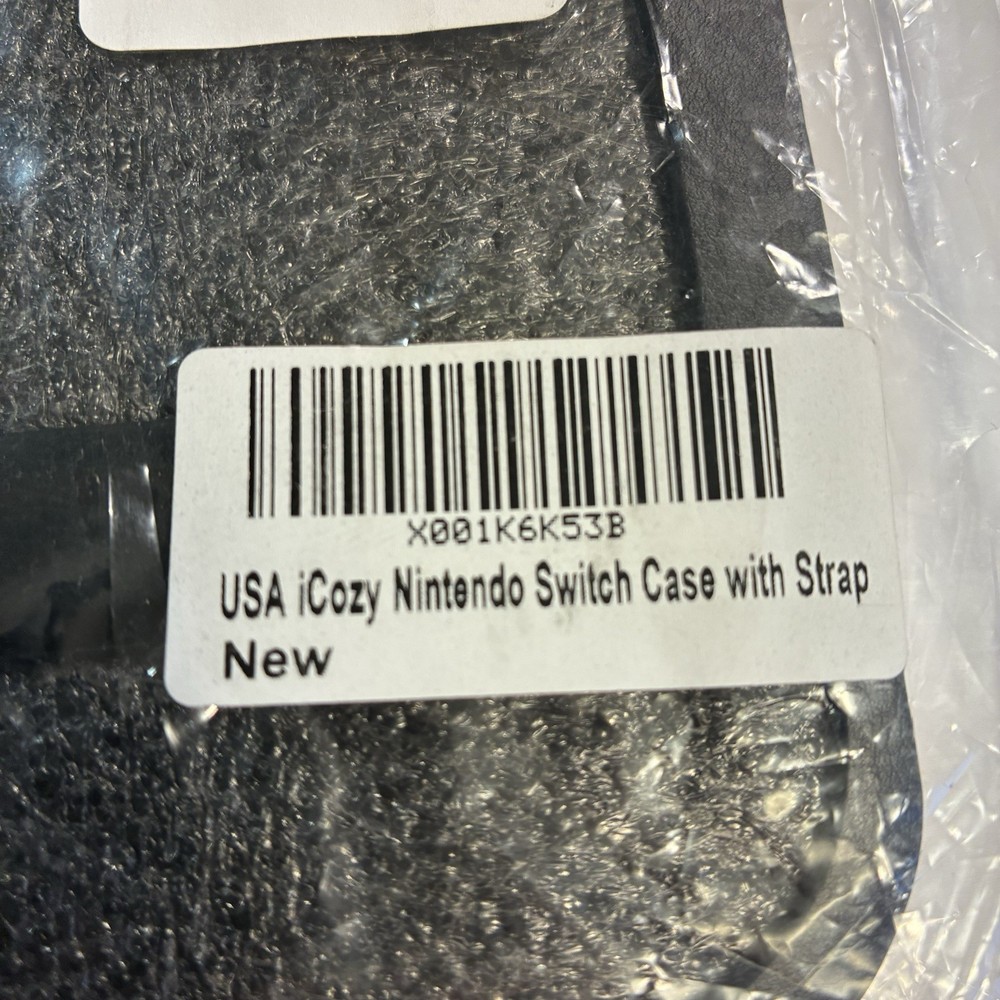 X001K6K53B
USA iCozy Nintendo Switch Case with Strap
New